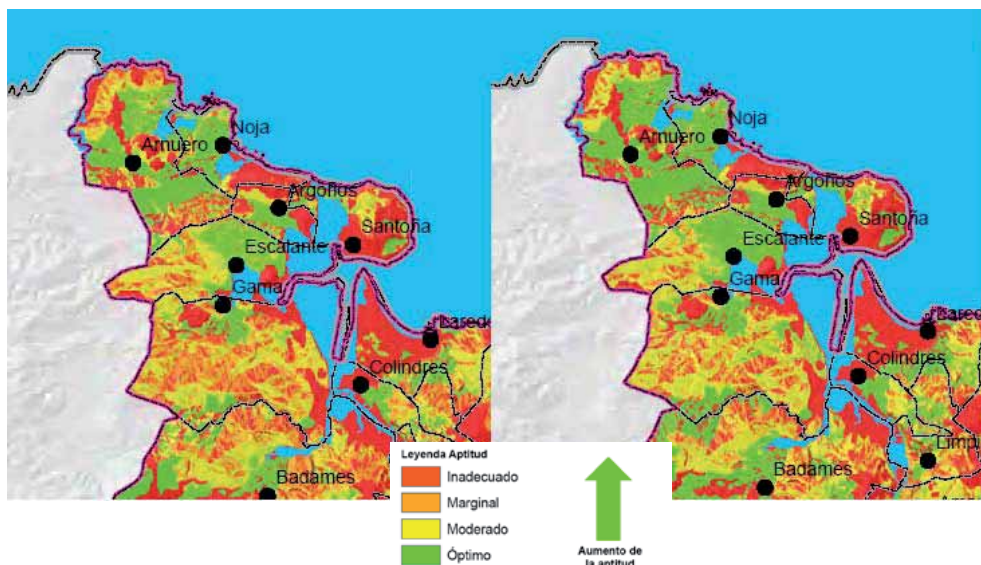 Noja
Arnuero
Argoños
Santoña
Escalante
Gama
Laredo
Colindres
Badames
Noja
Arnuero
Argoños
Santoña
Escalante
Gama
Colindres
Badames
Leyenda Aptitud
Inadecuado
Marginal
Moderado
Óptimo
Aumento de
la aptitud